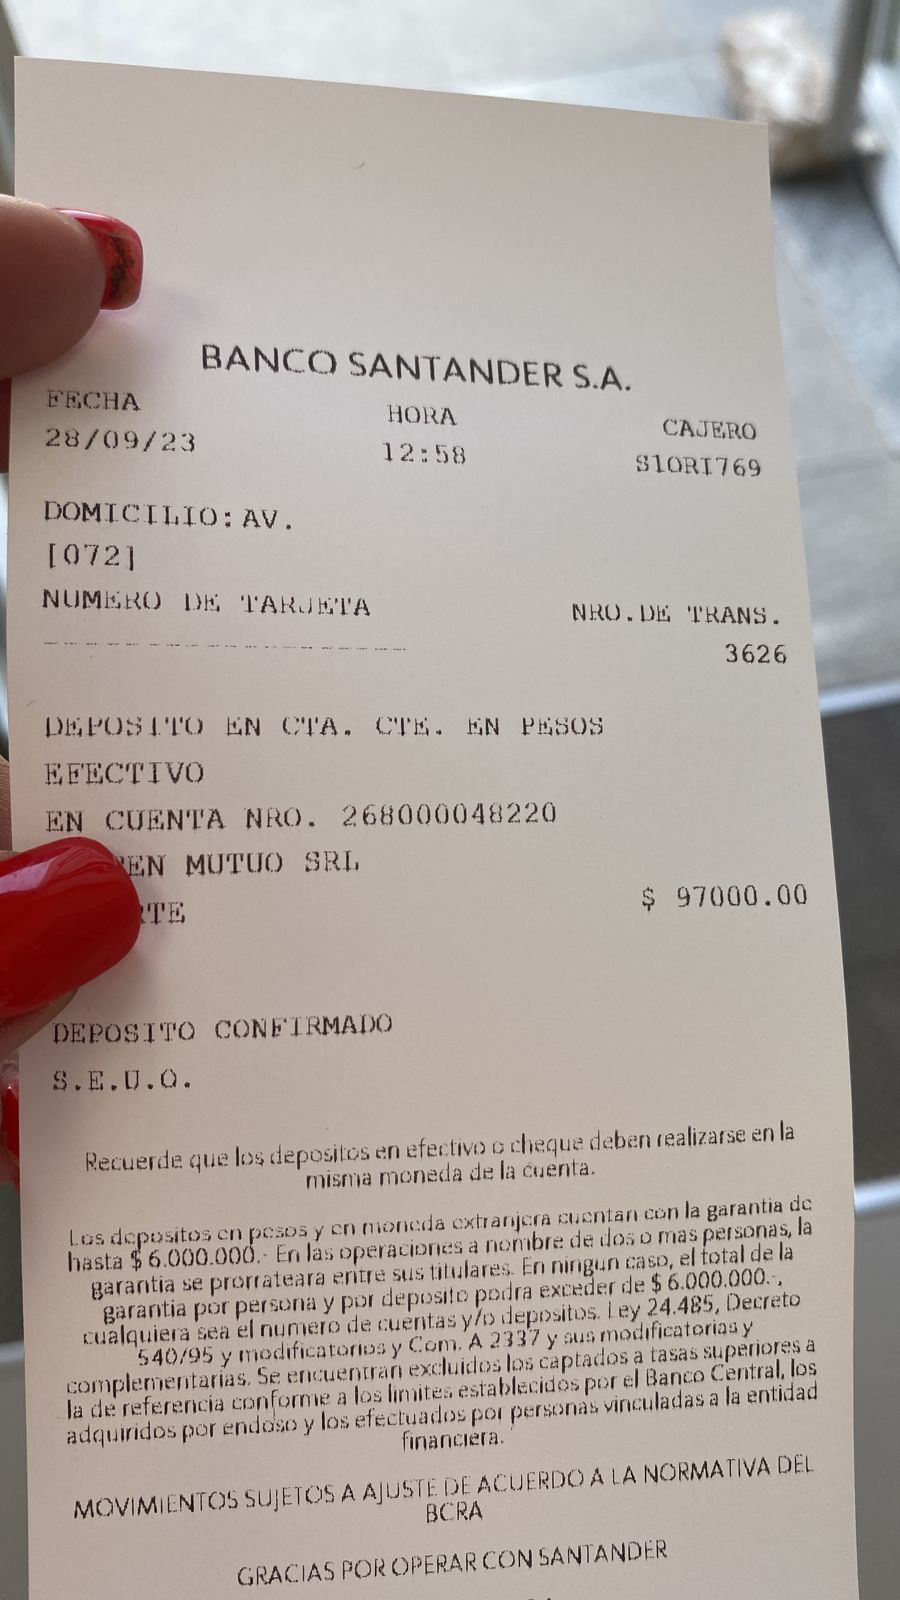 BANCO SANTANDER S.A.
FECHA HORA CAJERO
28/09/23 12:58 S1ORI769
DOMICILIO: AV.
[072]
NUMERO DE TARJETA NRO.DE TRANS.
------------------ 3626
DEPOSITO EN CTA. CTE. EN PESOS
EFECTIVO
EN CUENTA NRO. 268000048220
EN MUTUO SRL
RTE $ 97000.00
DEPOSITO CONFIRMADO
S.E.U.O.
Recuerde que los depositos en efectivo o cheque deben realizarse en la
misma moneda de la cuenta.
Los depositos en pesos y en moneda extranjera cuentan con la garantia de
hasta $ 6.000.000.- En las operaciones a nombre de dos o mas personas, la
garantia se prorrateara entre sus titulares. En ningun caso, el total de la
garantia por persona y por deposito podra exceder de $ 6.000.000.-,
cualquiera sea el numero de cuentas y/o depositos. Ley 24.485, Decreto
540/95 y modificatorios y Com. A 2337 y sus modificatorias y
complementarias. Se encuentran excluidos los captados a tasas superiores a
la de referencia conforme a los limites establecidos por el Banco Central, los
adquiridos por endoso y los efectuados por personas vinculadas a la entidad
financiera.
MOVIMIENTOS SUJETOS A AJUSTE DE ACUERDO A LA NORMATIVA DEL
BCRA
GRACIAS POR OPERAR CON SANTANDER